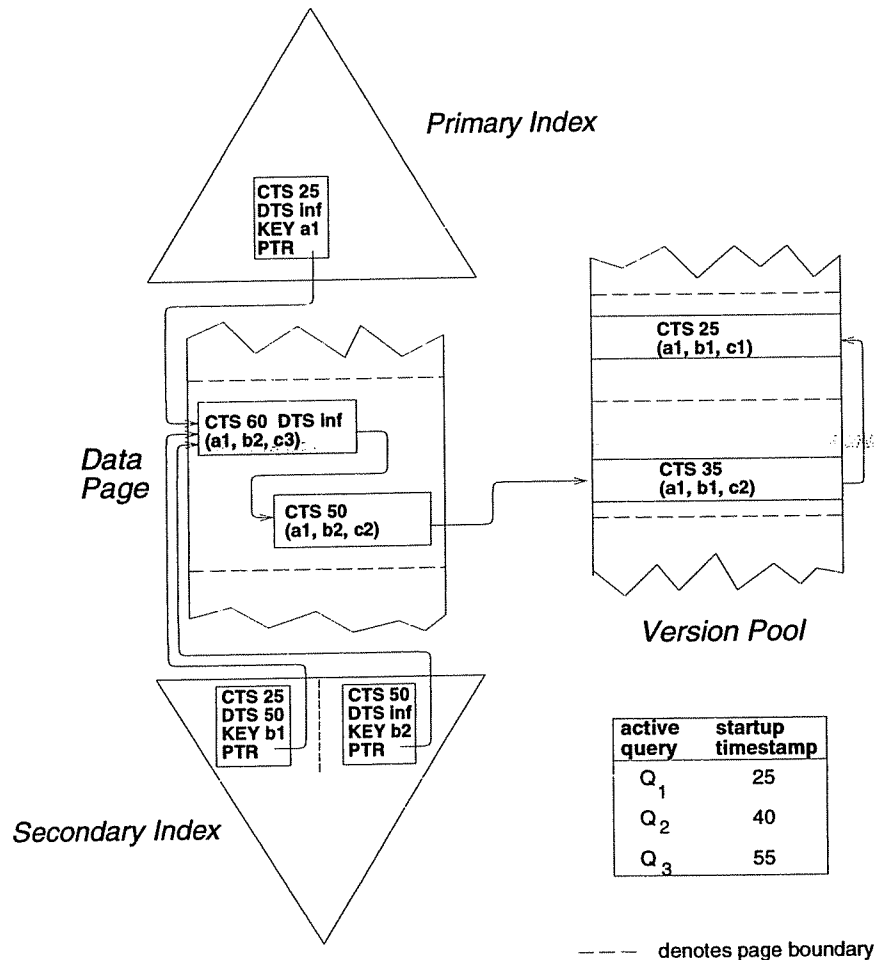 Primary Index
CTS 25
DTS inf
KEY a1
PTR
CTS 25
(a1, b1, c1)
CTS 60 DTS inf
(a1, b2, c3)
Data
Page
CTS 35
(a1, b1, c2)
CTS 50
(a1, b2, c2)
Version Pool
CTS 25
DTS 50
KEY b1
PTR
CTS 50
DTS inf
KEY b2
PTR
Secondary Index
active query startup timestamp
Q1 25
Q2 40
Q3 55
denotes page boundary